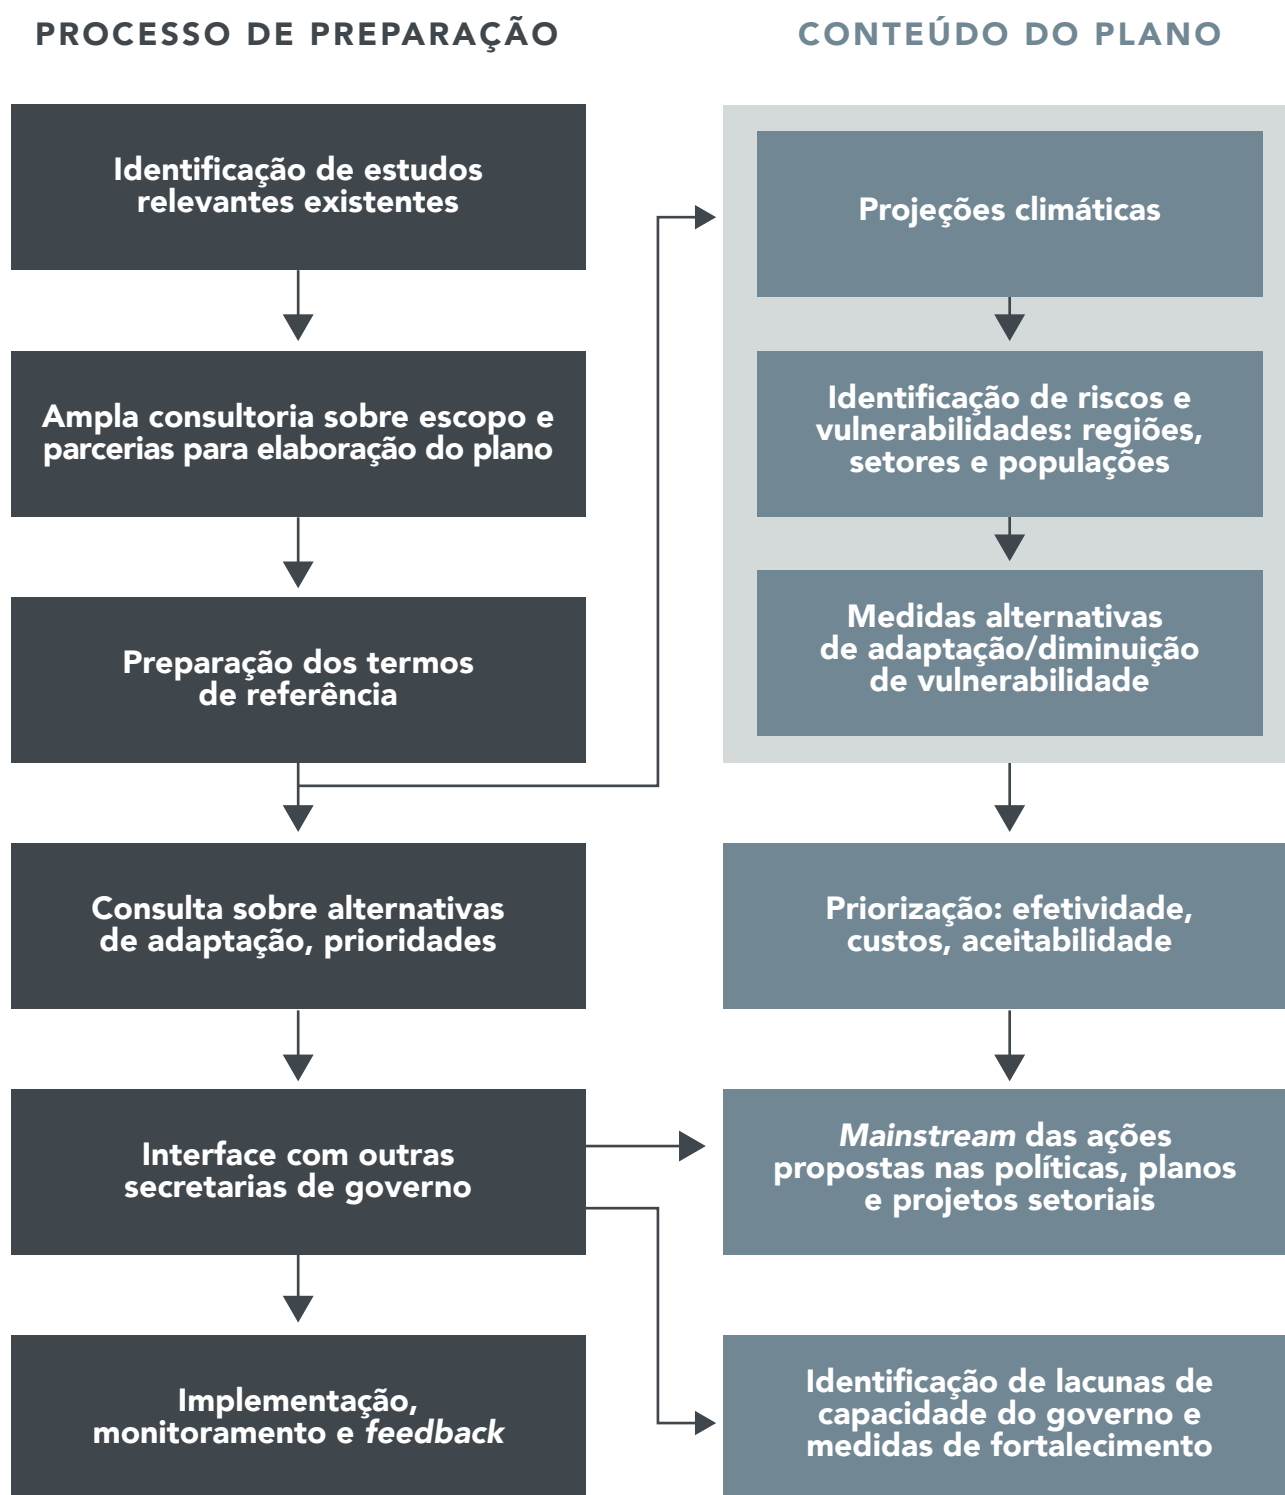 PROCESSO DE PREPARAÇÃO
Identificação de estudos
relevantes existentes
Ampla consultoria sobre escopo e
parcerias para elaboração do plano
Preparação dos termos
de referência
Consulta sobre alternativas
de adaptação, prioridades
Interface com outras
secretarias de governo
Implementação,
monitoramento e feedback
CONTEÚDO DO PLANO
Projeções climáticas
Identificação de riscos e
vulnerabilidades: regiões,
setores e populações
Medidas alternativas
de adaptação/diminuição
de vulnerabilidade
Priorização: efetividade,
custos, aceitabilidade
Mainstream das ações
propostas nas políticas, planos
e projetos setoriais
Identificação de lacunas de
capacidade do governo e
medidas de fortalecimento